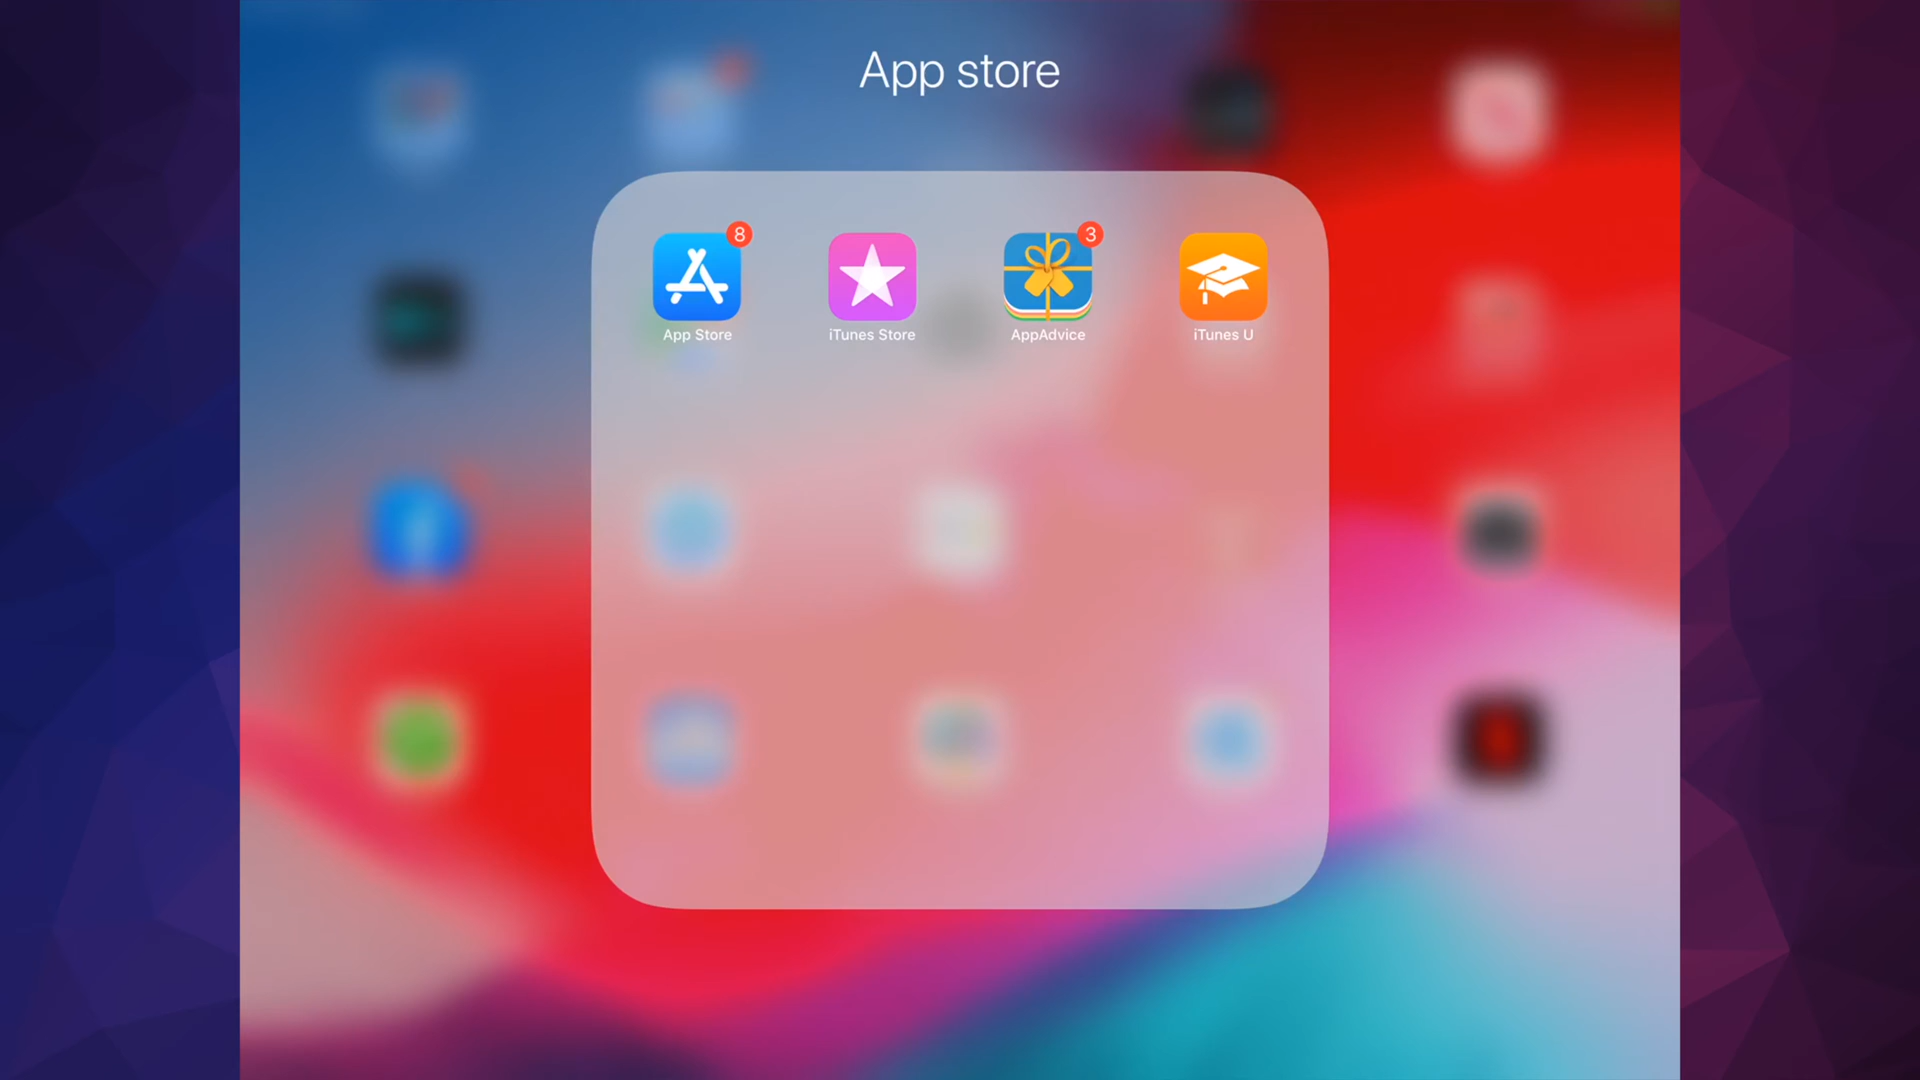 App store
8
3
App Store
iTunes Store
AppAdvice
iTunes U